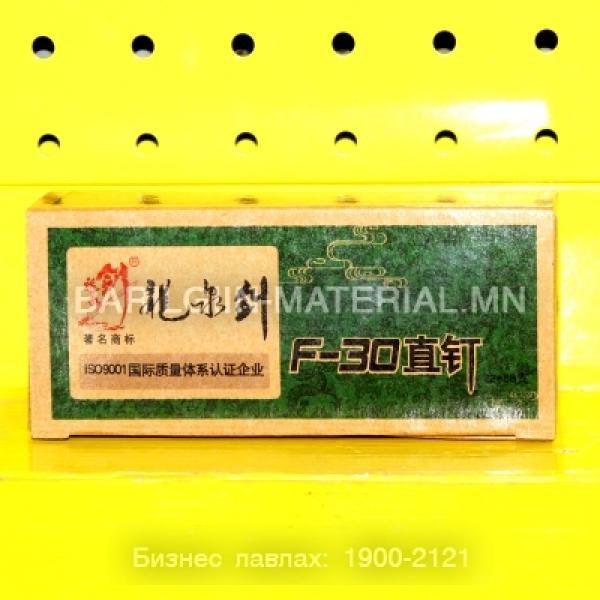 BARILGIIN-MATERIAL.MN
龍泉剑
®
著名商标
ISO9001国际质量体系认证企业
F-30直钉
Бизнес лавлах: 1900-2121